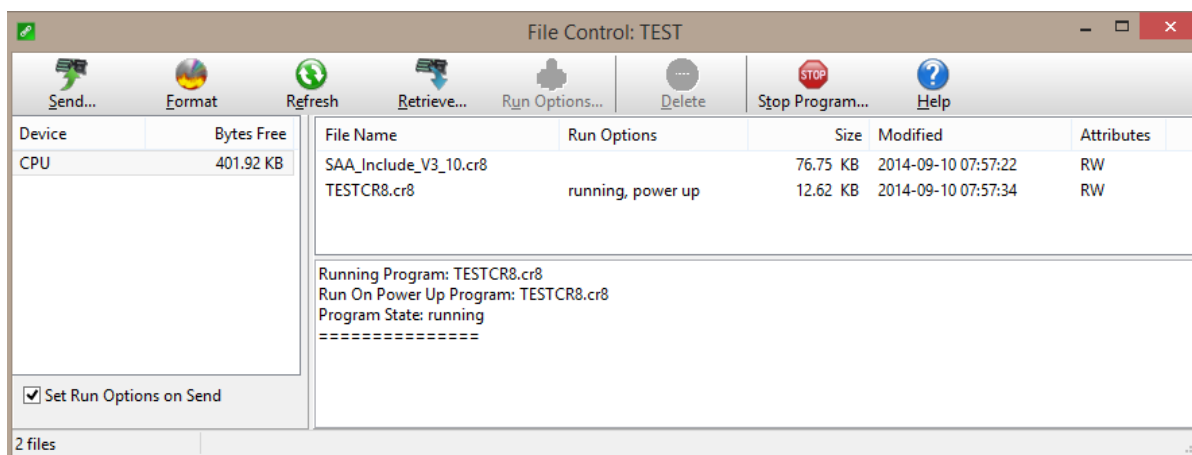 File Control: TEST
Send... Format Refresh Retrieve... Run Options... Delete STOP Stop Program... ? Help
Device Bytes Free File Name Run Options Size Modified Attributes
CPU 401.92 KB SAA_Include_V3_10.cr8 76.75 KB 2014-09-10 07:57:22 RW
TESTCR8.cr8 running, power up 12.62 KB 2014-09-10 07:57:34 RW
Running Program: TESTCR8.cr8
Run On Power Up Program: TESTCR8.cr8
Program State: running
===============
Set Run Options on Send
2 files